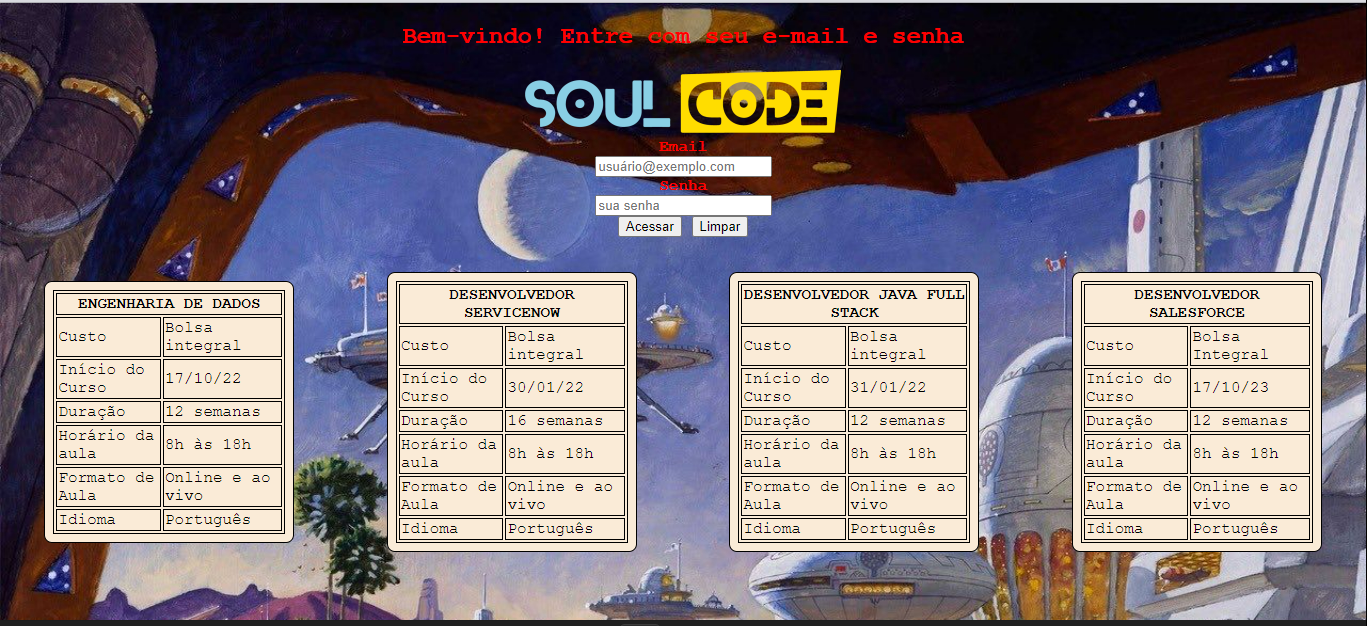 Bem-vindo! Entre com seu e-mail e senha
SOUL CODE
Email
usuário@exemplo.com
Senha
sua senha
Acessar Limpar
ENGENHARIA DE DADOS
Custo Bolsa
integral
Início do
Curso 17/10/22
Duração 12 semanas
Horário da
aula 8h às 18h
Formato de Online e ao
Aula vivo
Idioma Português
DESENVOLVEDOR
SERVICENOW
Custo Bolsa
integral
Início do
Curso 30/01/22
Duração 16 semanas
Horário da
aula 8h às 18h
Formato de Online e ao
Aula vivo
Idioma Português
DESENVOLVEDOR JAVA FULL
STACK
Custo Bolsa
integral
Início do
Curso 31/01/22
Duração 12 semanas
Horário da
aula 8h às 18h
Formato de Online e ao
Aula vivo
Idioma Português
DESENVOLVEDOR
SALESFORCE
Custo Bolsa
Integral
Início do
Curso 17/10/23
Duração 12 semanas
Horário da
aula 8h às 18h
Formato de Online e ao
Aula vivo
Idioma Português